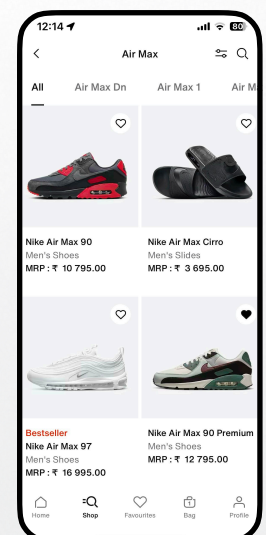 12:14
80
Air Max
All Air Max Dn Air Max 1 Air M
Nike Air Max 90
Men's Shoes
MRP : ₹ 10 795.00
Nike Air Max Cirro
Men's Slides
MRP : ₹ 3 695.00
Bestseller
Nike Air Max 97
Men's Shoes
MRP : ₹ 16 995.00
Nike Air Max 90 Premium
Men's Shoes
MRP : ₹ 12 795.00
1
Home Shop Favourites Bag Profile